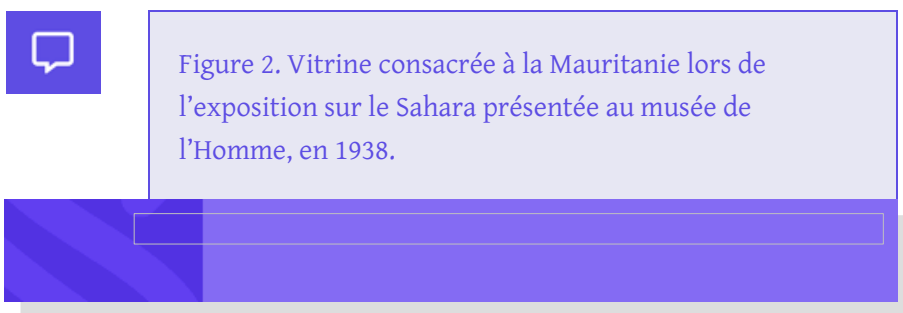 Figure 2. Vitrine consacrée à la Mauritanie lors de
l’exposition sur le Sahara présentée au musée de
l’Homme, en 1938.